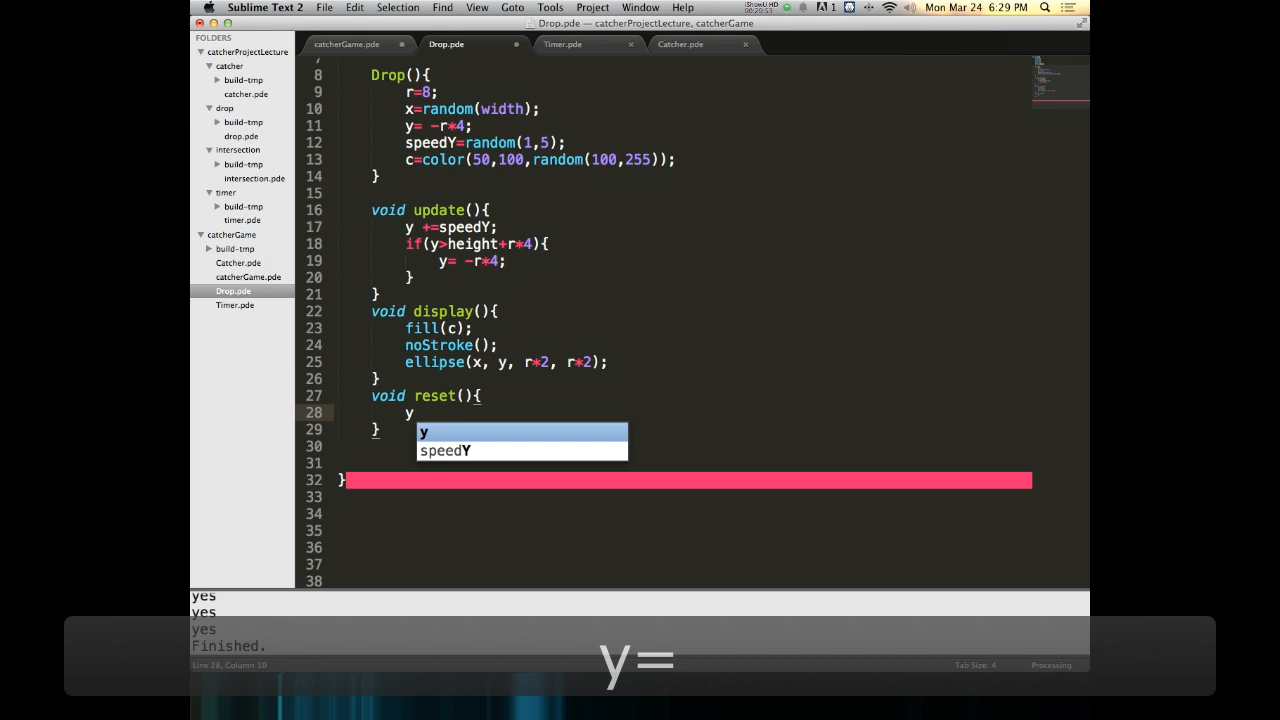 Sublime Text 2 File Edit Selection Find View Goto Tools Project Window Help iShowU HD 00:20:53 1 Mon Mar 24 6:29 PM
Drop.pde — catcherProjectLecture, catcherGame
FOLDERS
catcherProjectLecture
catcher
build-tmp
catcher.pde
drop
build-tmp
drop.pde
intersection
build-tmp
intersection.pde
timer
build-tmp
timer.pde
catcherGame
build-tmp
Catcher.pde
catcherGame.pde
Drop.pde
Timer.pde
catcherGame.pde Drop.pde Timer.pde Catcher.pde
7
8 Drop(){
9 r=8;
10 x=random(width);
11 y= -r*4;
12 speedY=random(1,5);
13 c=color(50,100,random(100,255));
14 }
15
16 void update(){
17 y +=speedY;
18 if(y>height+r*4){
19 y= -r*4;
20 }
21 }
22 void display(){
23 fill(c);
24 noStroke();
25 ellipse(x, y, r*2, r*2);
26 }
27 void reset(){
28 y
29 }
y
speedY
30
31
32 }
33
34
35
36
37
38
yes
yes
yes
Finished.
y=
Line 28, Column 10 Tab Size: 4 Processing